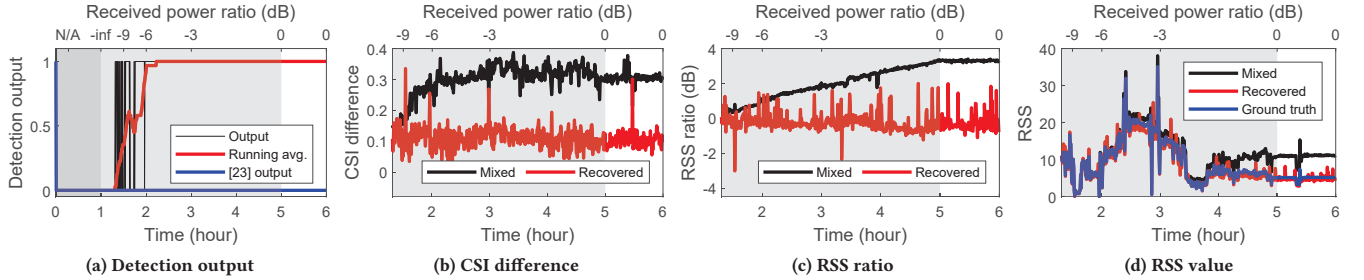 Received power ratio (dB)
N/A -inf -9 -6 -3 0 0
Detection output
1
0.5
0
Output
Running avg.
[23] output
0 1 2 3 4 5 6
Time (hour)
(a) Detection output
Received power ratio (dB)
-9 -6 -3 0 0
CSI difference
0.4
0.3
0.2
0.1
0
Mixed Recovered
2 3 4 5 6
Time (hour)
(b) CSI difference
Received power ratio (dB)
-9 -6 -3 0 0
RSS ratio (dB)
4
2
0
-2
-4
Mixed Recovered
2 3 4 5 6
Time (hour)
(c) RSS ratio
Received power ratio (dB)
-9 -6 -3 0 0
RSS
40
30
20
10
0
Mixed
Recovered
Ground truth
2 3 4 5 6
Time (hour)
(d) RSS value